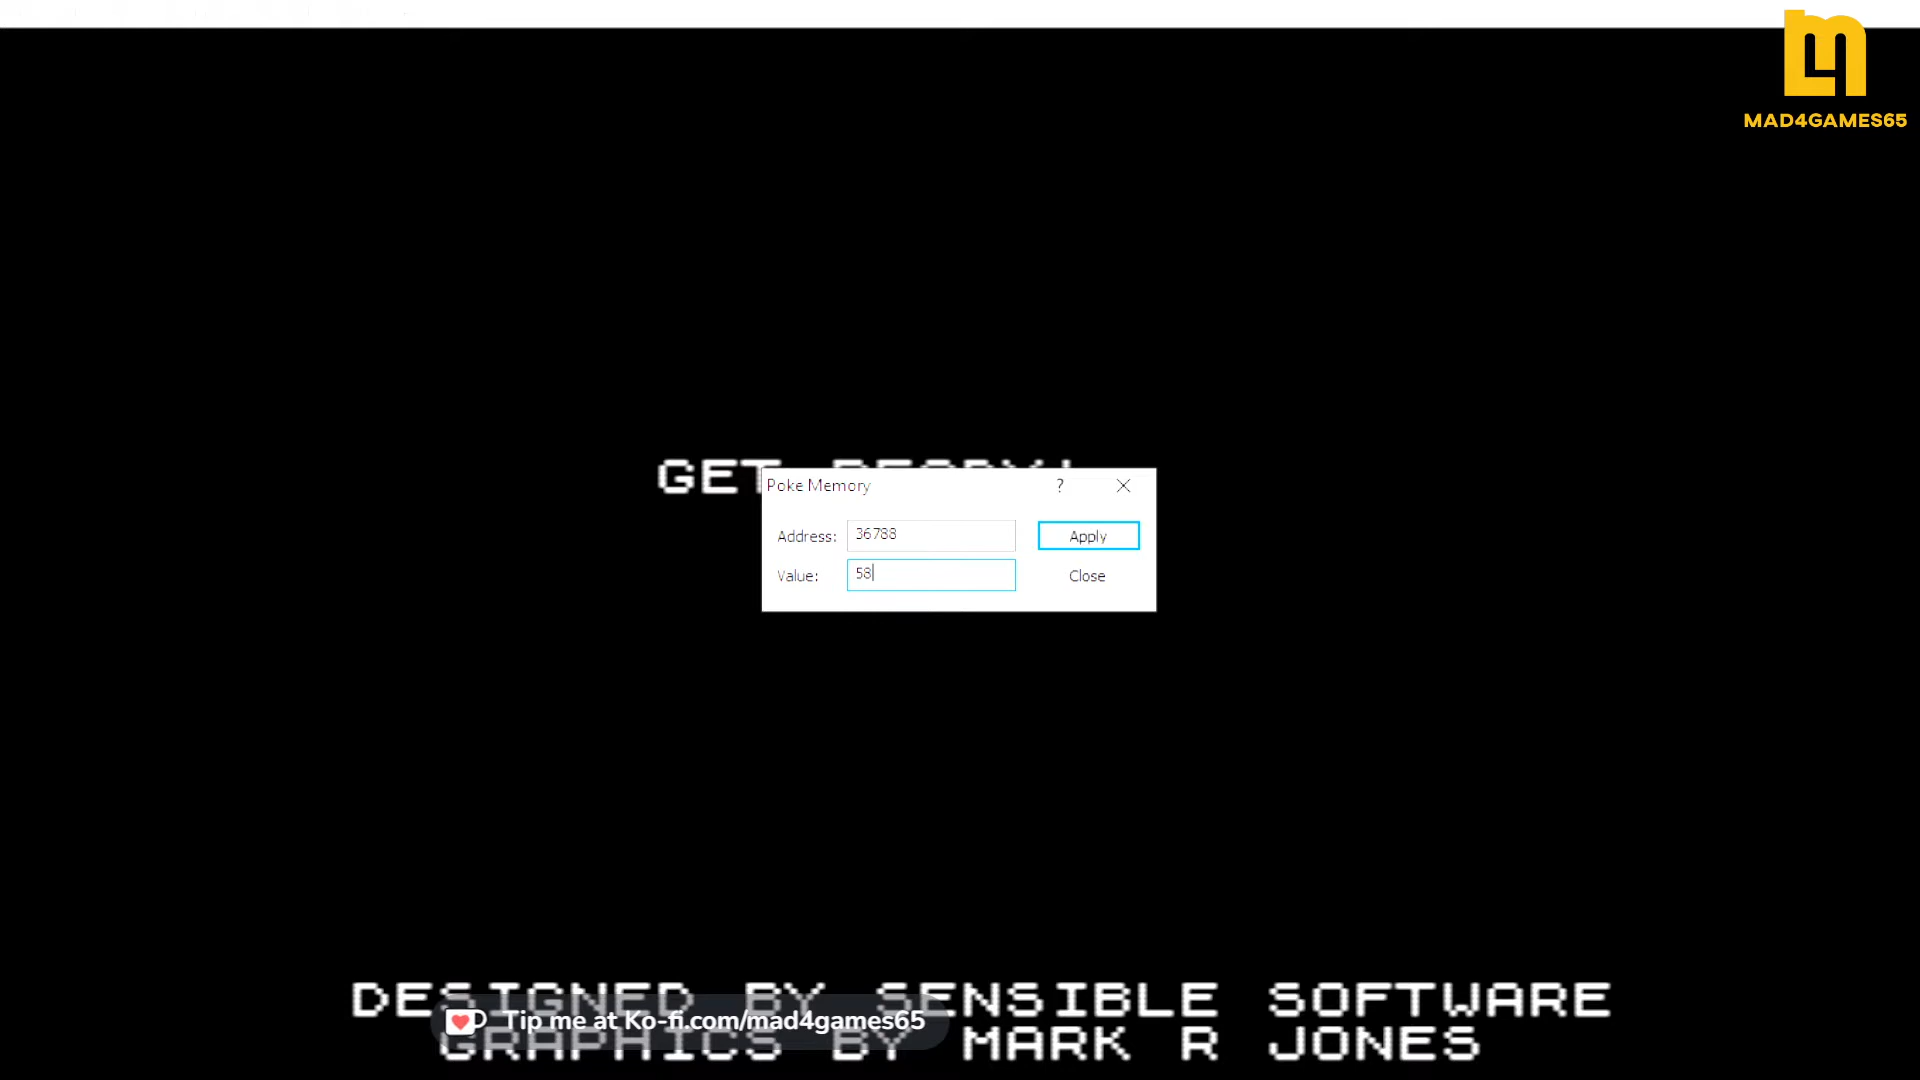 MAD4GAMES65
GET READY!
Poke Memory ?
Address: 36788 Apply
Value: 58 Close
DESIGNED BY SENSIBLE SOFTWARE
Tip me at Ko-fi.com/mad4games65
GRAPHICS BY MARK R JONES